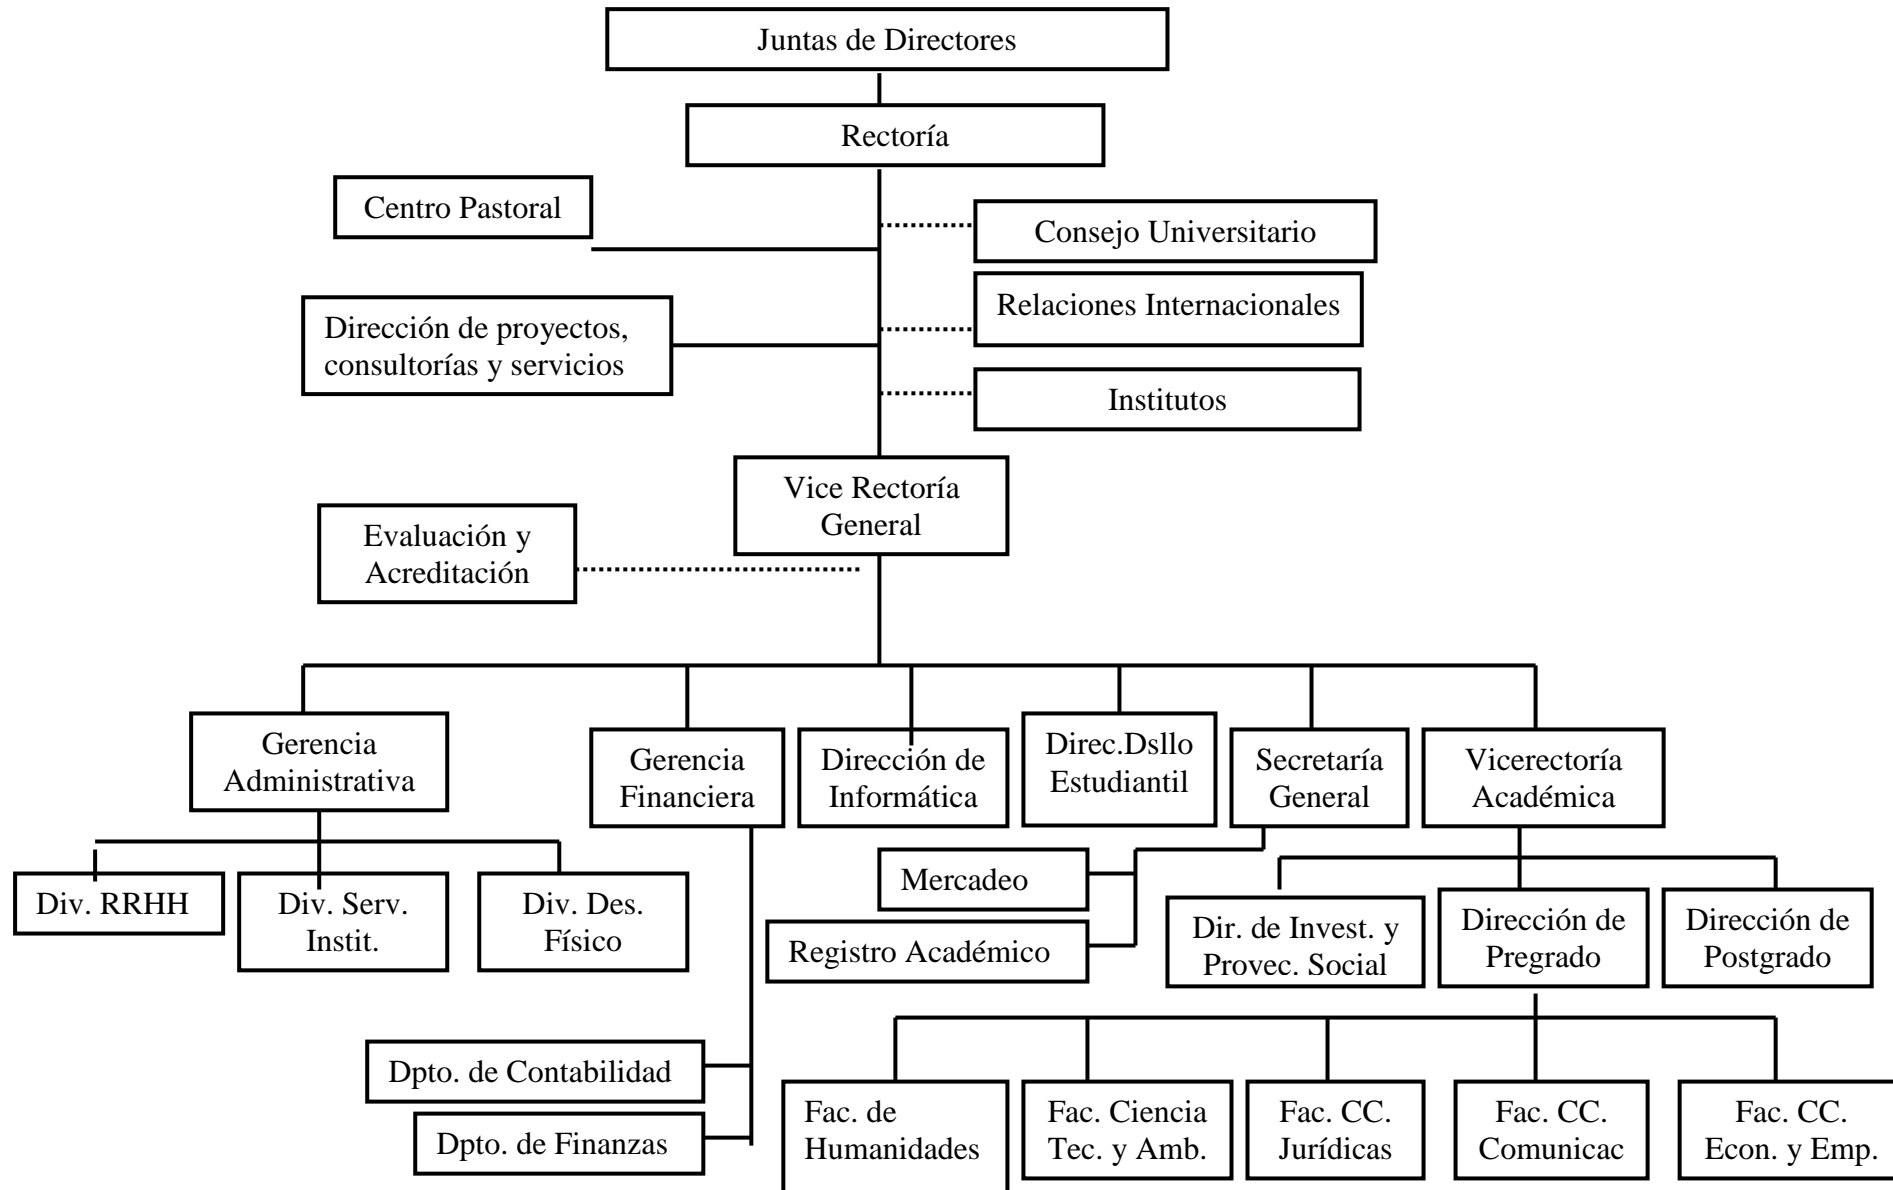 Juntas de Directores
Rectoría
Centro Pastoral
Consejo Universitario
Relaciones Internacionales
Dirección de proyectos,
consultorías y servicios
Institutos
Vice Rectoría
General
Evaluación y
Acreditación
Gerencia
Administrativa
Gerencia
Financiera
Dirección de
Informática
Direc.Dsllo
Estudiantil
Secretaría
General
Vicerectoría
Académica
Div. RRHH
Div. Serv.
Instit.
Div. Des.
Físico
Mercadeo
Registro Académico
Dir. de Invest. y
Provec. Social
Dirección de
Pregrado
Dirección de
Postgrado
Dpto. de Contabilidad
Dpto. de Finanzas
Fac. de
Humanidades
Fac. Ciencia
Tec. y Amb.
Fac. CC.
Jurídicas
Fac. CC.
Comunicac
Fac. CC.
Econ. y Emp.